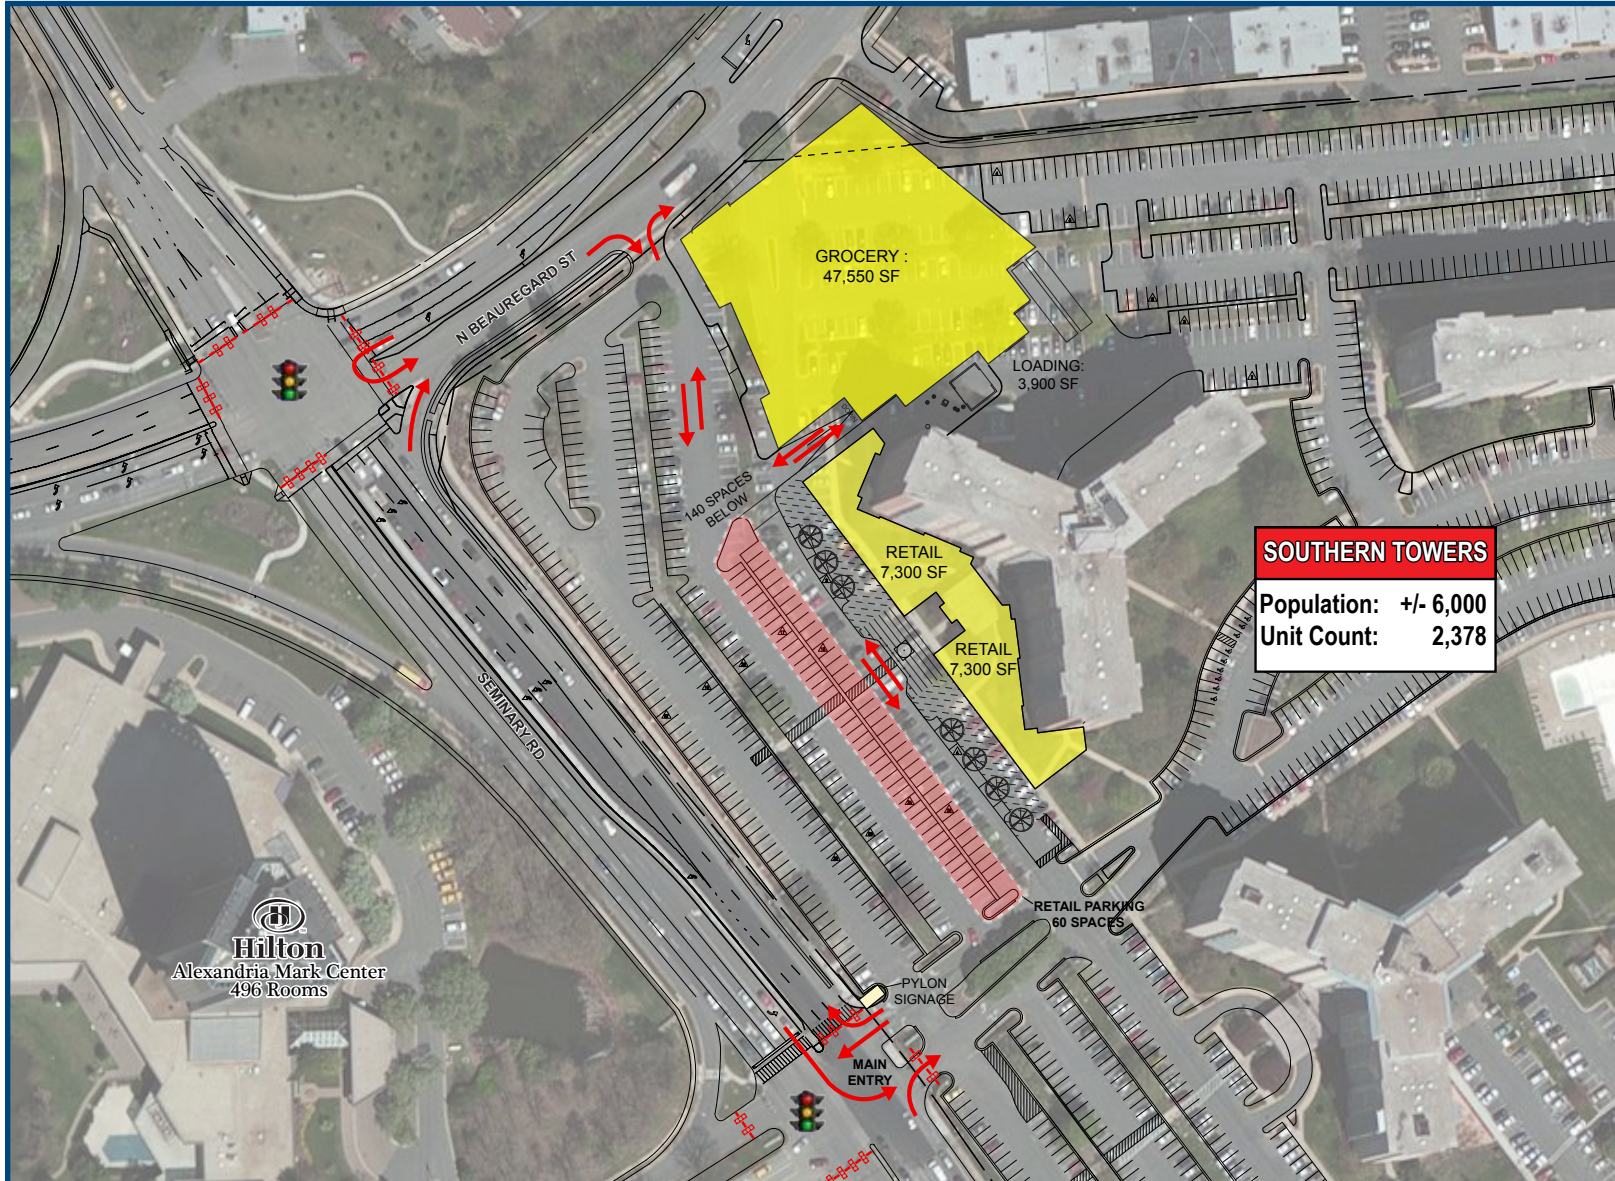 N BEAUREGARD ST
GROCERY :
47,550 SF
LOADING:
3,900 SF
140 SPACES
BELOW
RETAIL
7,300 SF
RETAIL
7,300 SF
SOUTHERN TOWERS
Population: +/- 6,000
Unit Count: 2,378
SEMINARY RD
RETAIL PARKING
60 SPACES
H
Hilton
Alexandria Mark Center
496 Rooms
PYLON
SIGNAGE
MAIN
ENTRY